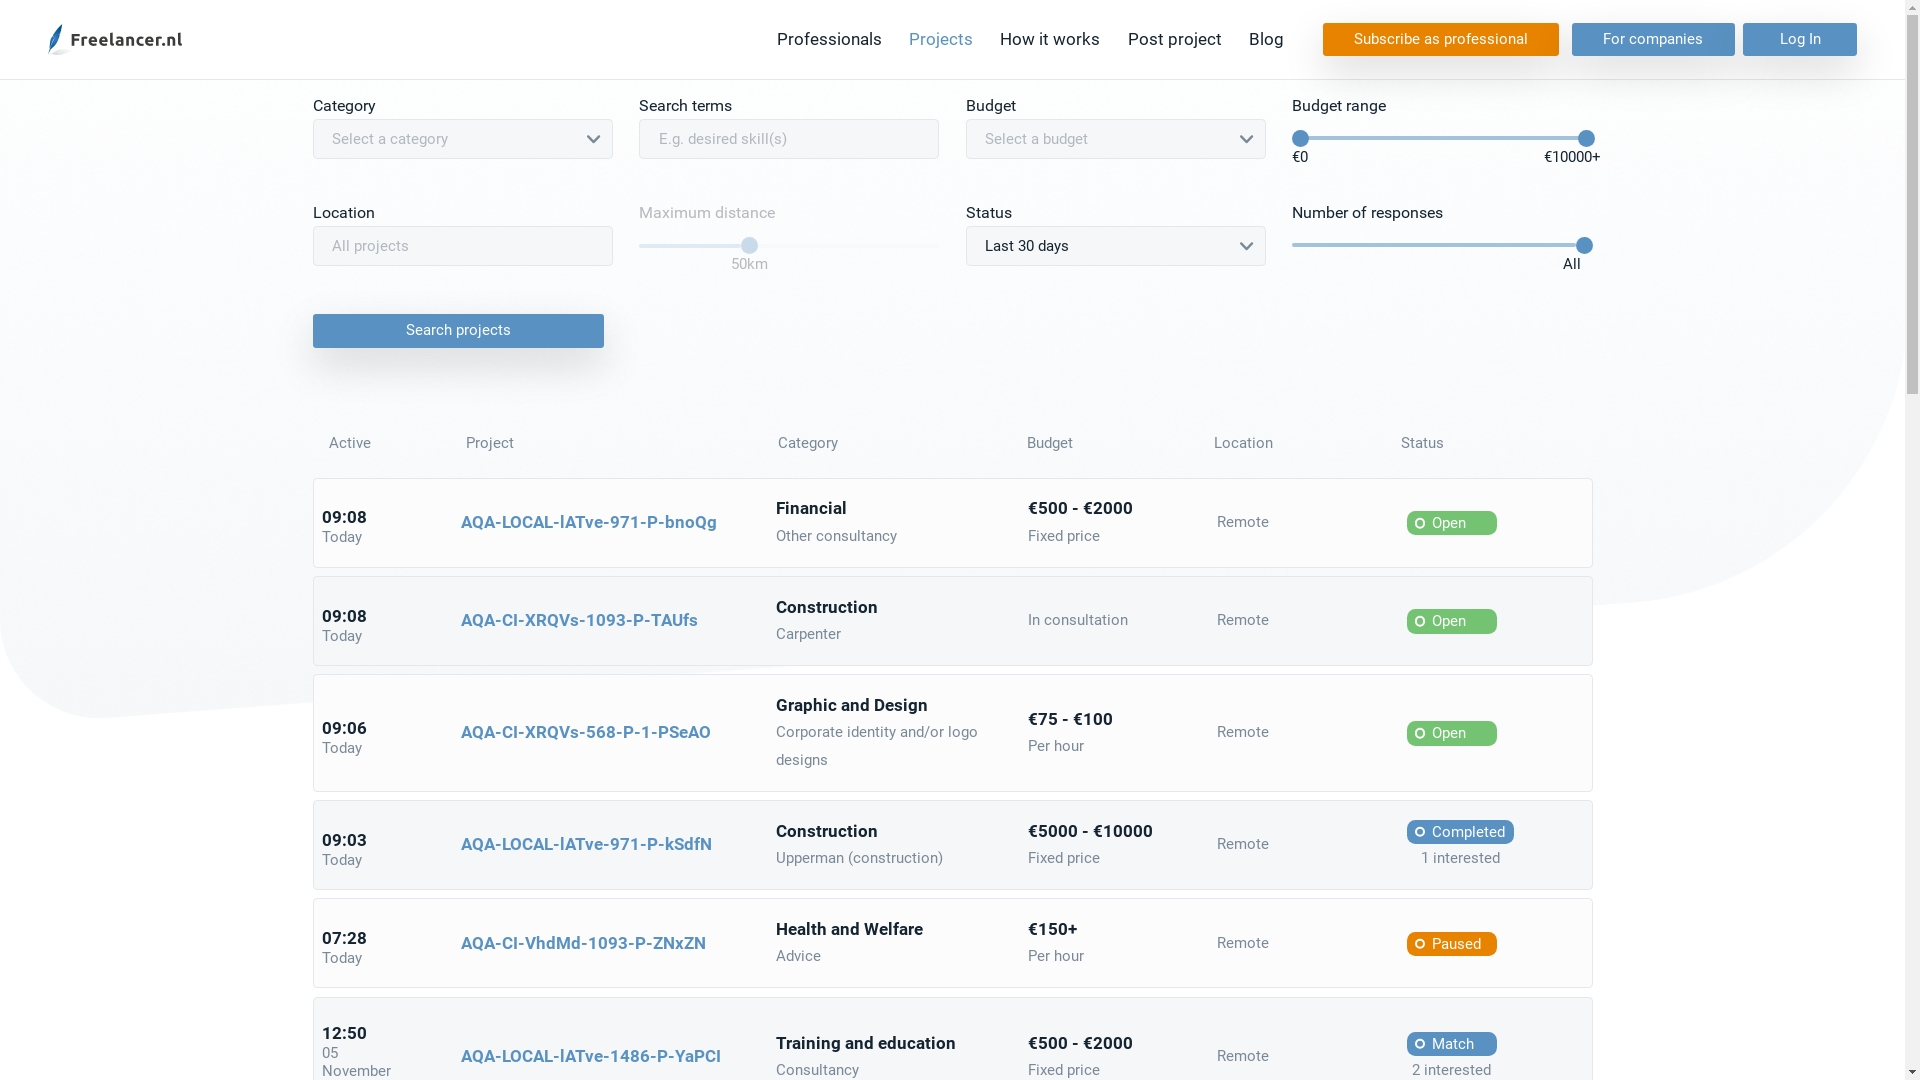 Freelancer.nl
Professionals Projects How it works Post project Blog Subscribe as professional For companies Log In
Category Search terms Budget Budget range
Select a category E.g. desired skill(s) Select a budget
€0 €10000+
Location Maximum distance Status Number of responses
All projects Last 30 days
50km All
Search projects
Active Project Category Budget Location Status
09:08
Today
AQA-LOCAL-lATve-971-P-bnoQg
Financial
Other consultancy
€500 - €2000
Fixed price
Remote
Open
09:08
Today
AQA-CI-XRQVs-1093-P-TAUfs
Construction
Carpenter
In consultation
Remote
Open
09:06
Today
AQA-CI-XRQVs-568-P-1-PSeAO
Graphic and Design
Corporate identity and/or logo
designs
€75 - €100
Per hour
Remote
Open
09:03
Today
AQA-LOCAL-lATve-971-P-kSdfN
Construction
Upperman (construction)
€5000 - €10000
Fixed price
Remote
Completed
1 interested
07:28
Today
AQA-CI-VhdMd-1093-P-ZNxZN
Health and Welfare
Advice
€150+
Per hour
Remote
Paused
12:50
05
November
AQA-LOCAL-lATve-1486-P-YaPCI
Training and education
Consultancy
€500 - €2000
Fixed price
Remote
Match
2 interested